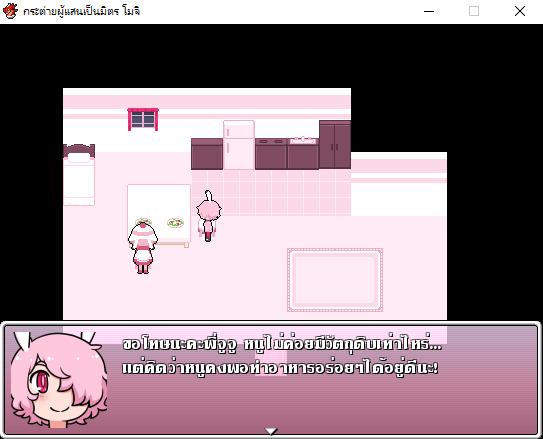 กระต่ายผู้แสนเป็นมิตร โมจิ
ขอโทษนะคะพี่จูจู หนูไม่ค่อยมีวัตถุดิบเท่าไหร่...
แต่คิดว่าหนูคงพอทำอาหารอร่อยๆได้อยู่ดีนะ!